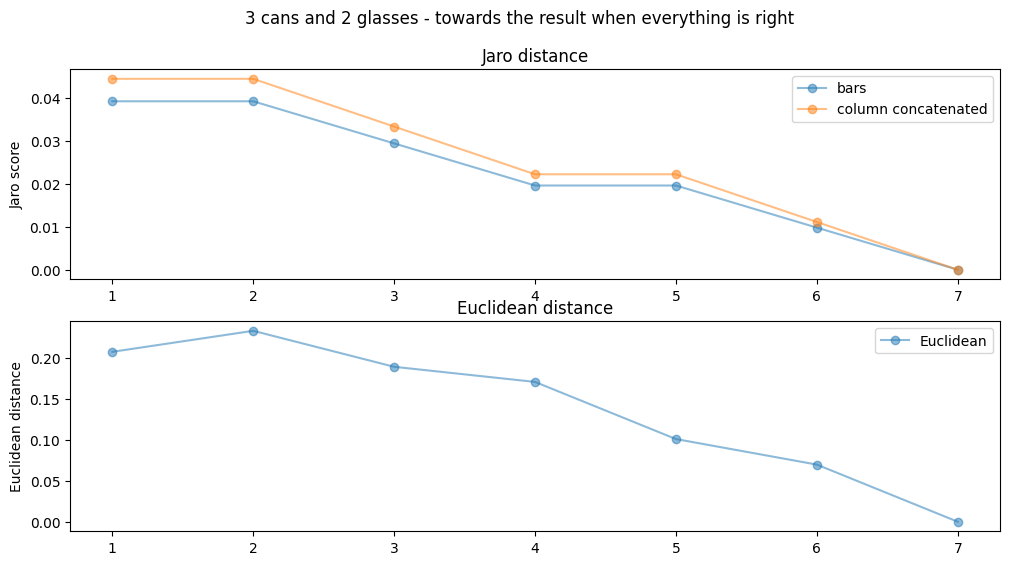 3 cans and 2 glasses - towards the result when everything is right
Jaro distance
Jaro score
0.04
0.03
0.02
0.01
0.00
bars
column concatenated
1 2 3 4 5 6 7
Euclidean distance
Euclidean distance
0.20
0.15
0.10
0.05
0.00
Euclidean
1 2 3 4 5 6 7